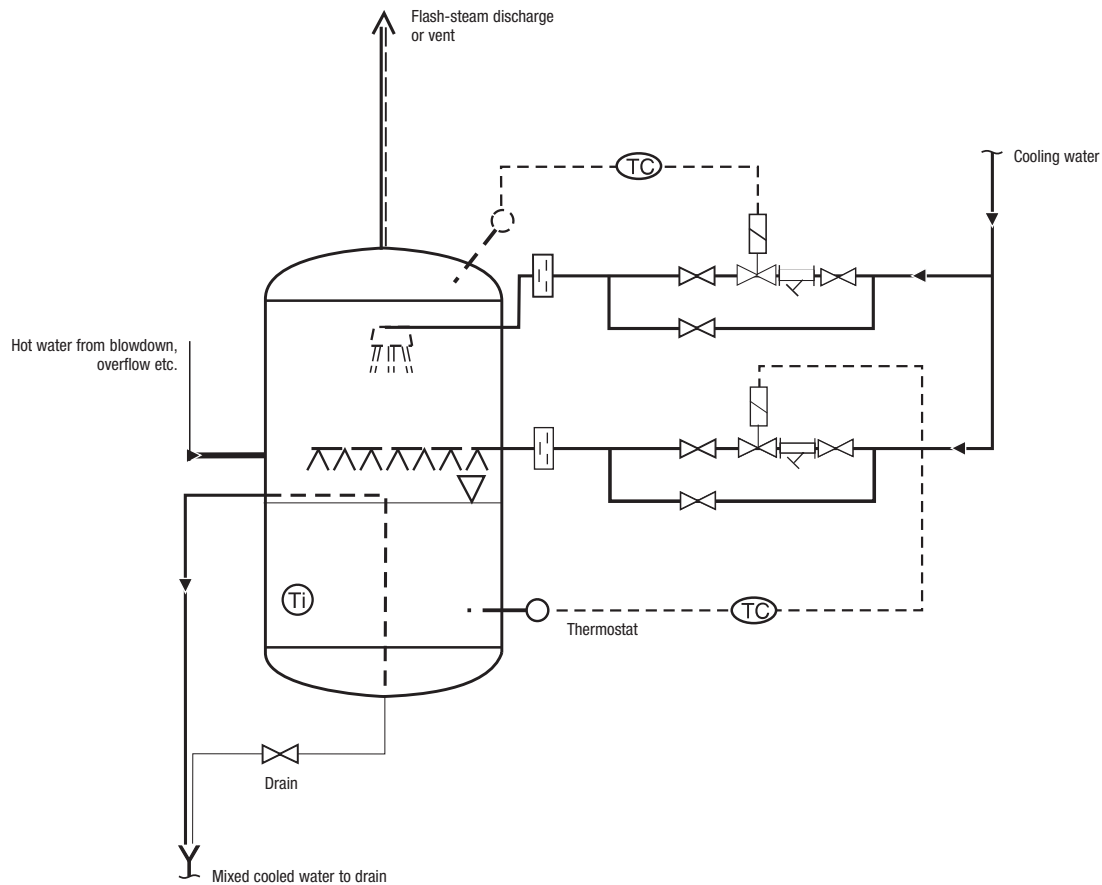 Flash-steam discharge
or vent
TC
Cooling water
Hot water from blowdown,
overflow etc.
Ti
TC
Thermostat
Drain
Mixed cooled water to drain